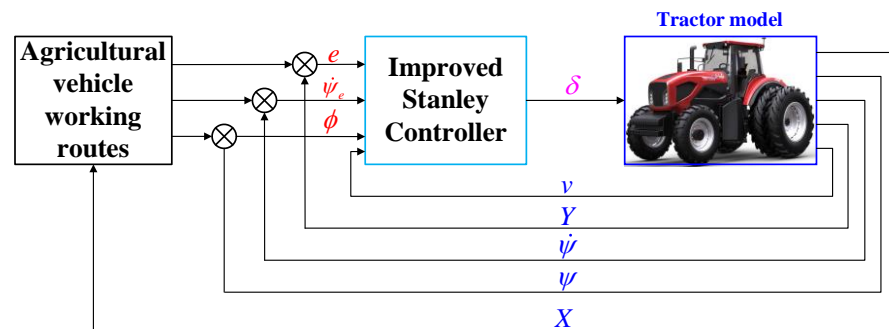 Tractor model
Agricultural
vehicle
working
routes
e
ψ̇ₑ
ϕ
Improved
Stanley
Controller
δ
v
Y
ψ̇
ψ
X